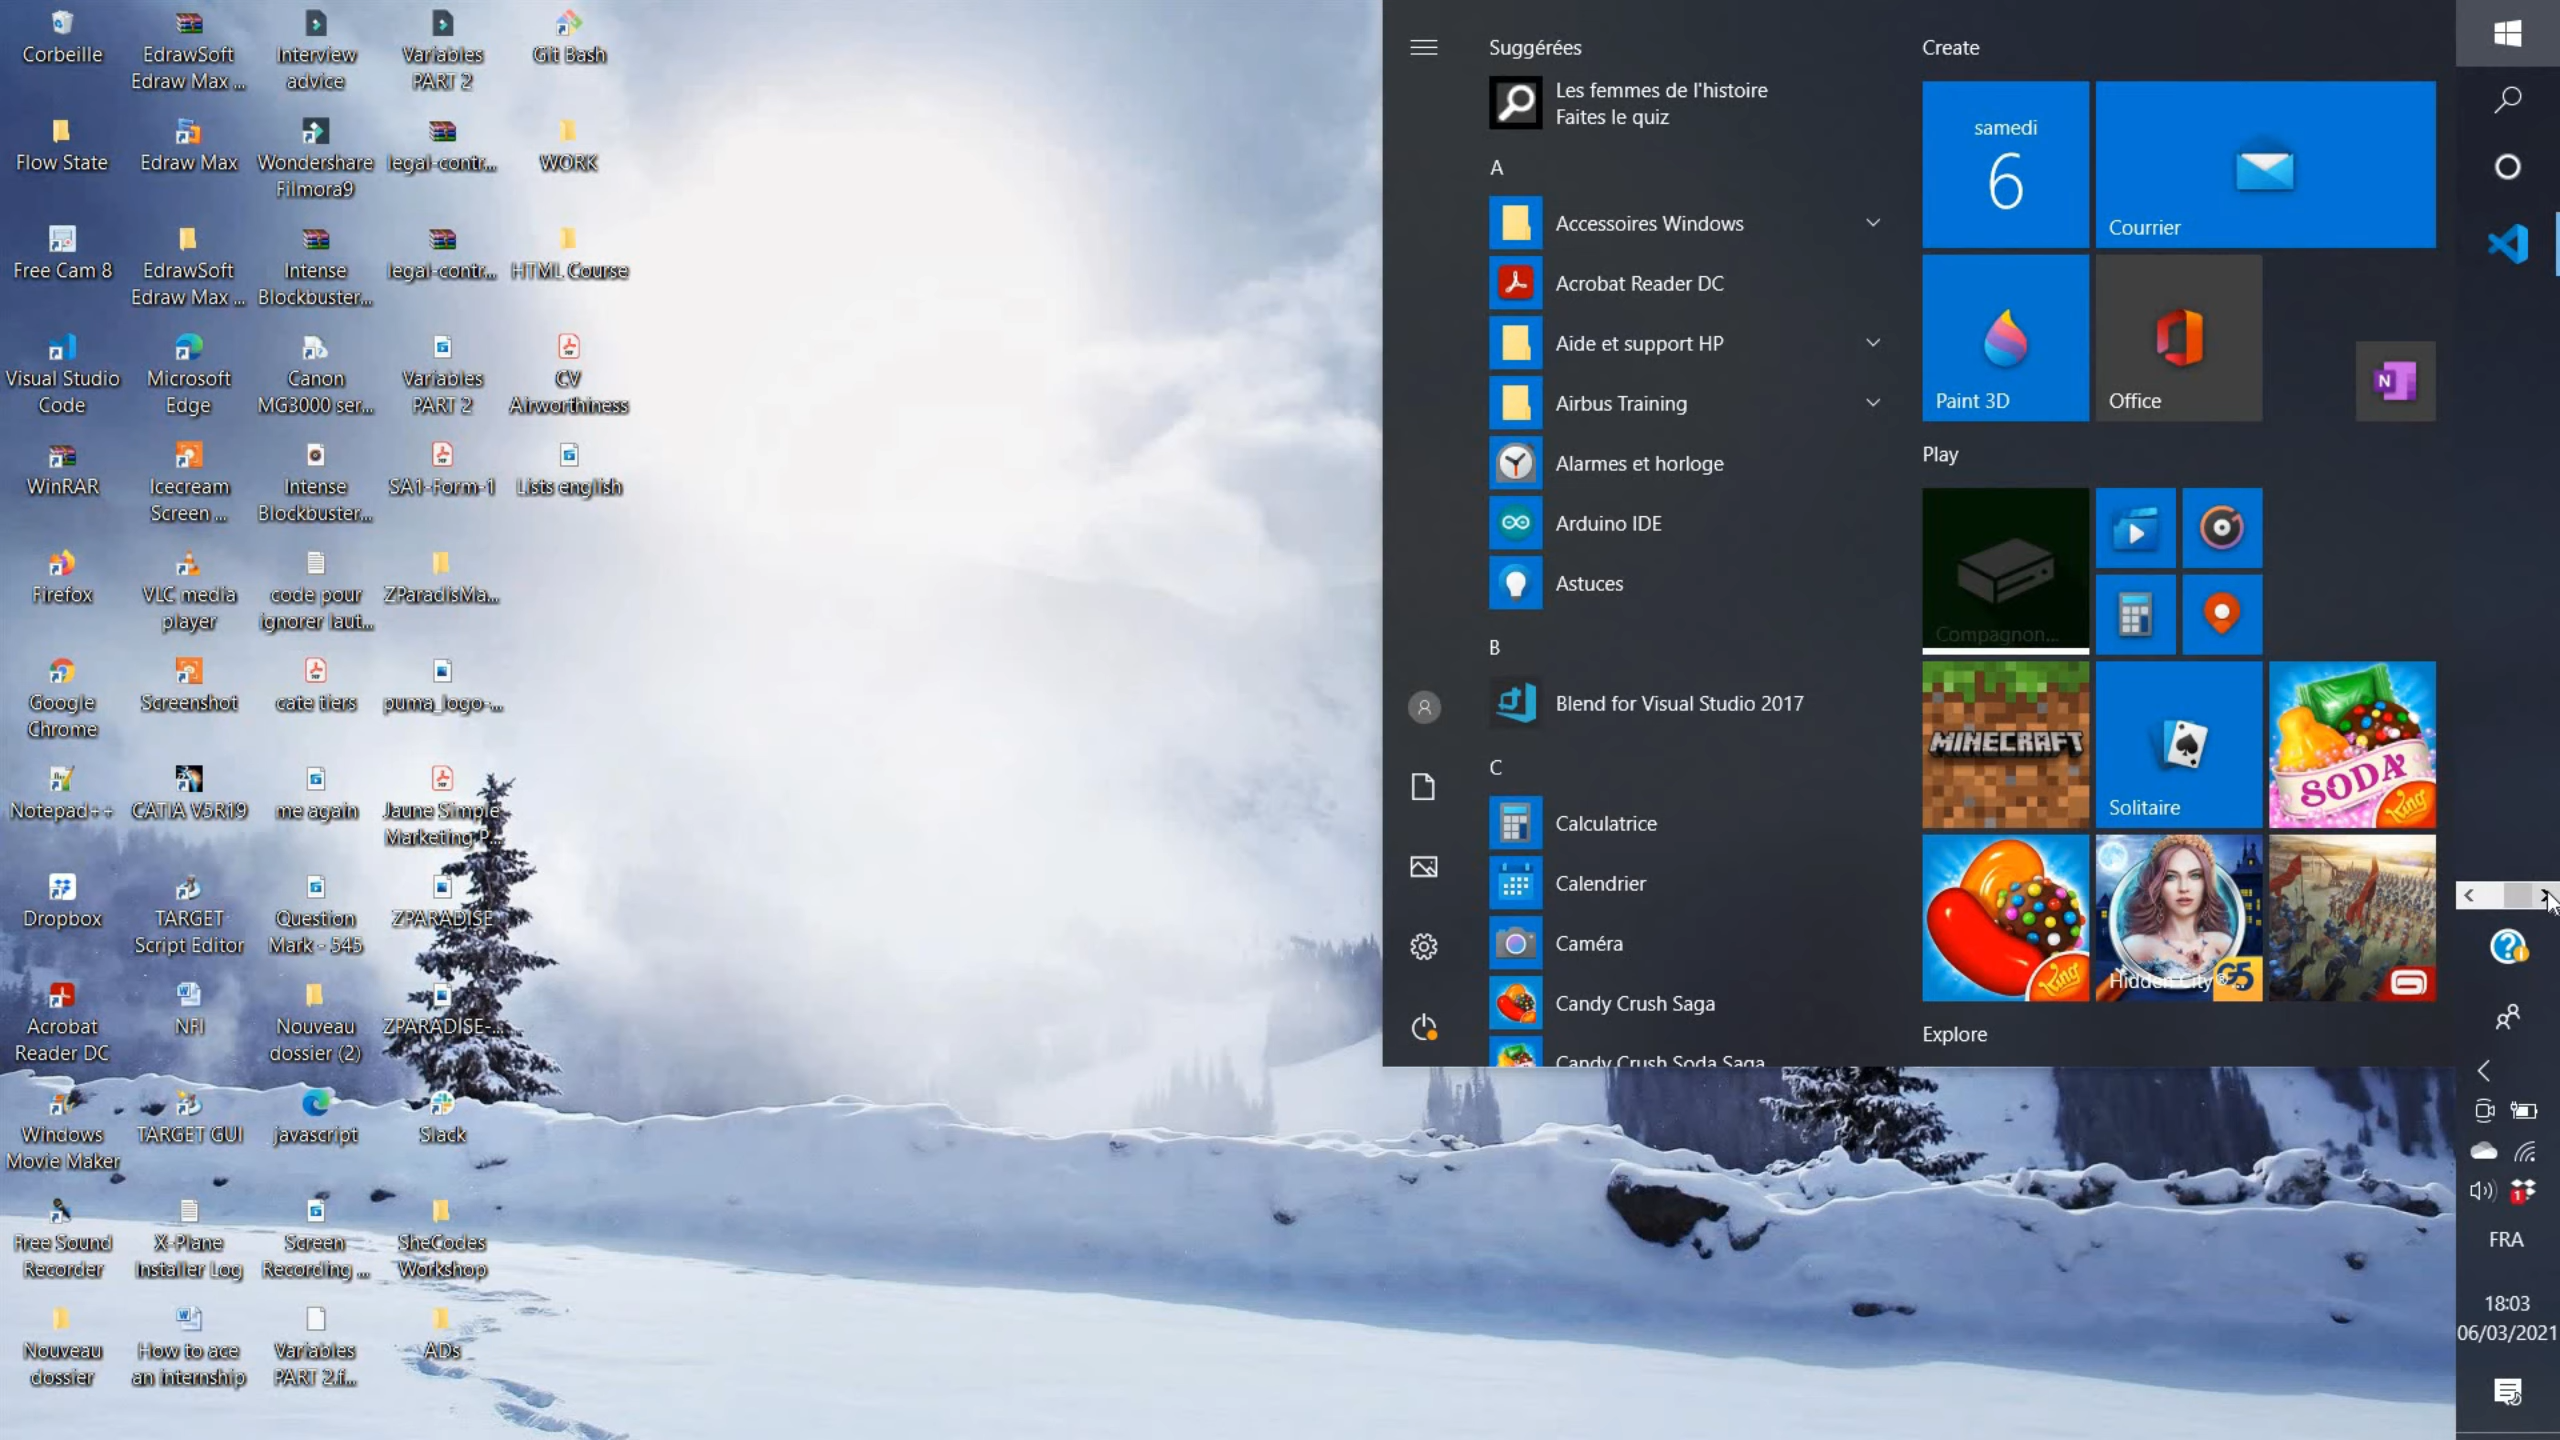 Corbeille
EdrawSoft
Edraw Max ...
Interview
advice
Variables
PART 2
Git Bash
Flow State
Edraw Max
Wondershare
Filmora9
legal-contr...
WORK
Free Cam 8
EdrawSoft
Edraw Max ...
Intense
Blockbuster...
legal-contr...
HTML Course
Visual Studio
Code
Microsoft
Edge
Canon
MG3000 ser...
Variables
PART 2
CV
Airworthiness
WinRAR
Icecream
Screen ...
Intense
Blockbuster...
SA1-Form-1
Lists english
Firefox
VLC media
player
code pour
ignorer laut...
ZParadisMa...
Google
Chrome
Screenshot
cate tiers
puma_logo-...
Notepad++
CATIA V5R19
me again
Jaune Simple
Marketing P...
Dropbox
TARGET
Script Editor
Question
Mark - 545
ZPARADISE
Acrobat
Reader DC
NFI
Nouveau
dossier (2)
ZPARADISE-...
Windows
Movie Maker
TARGET GUI
javascript
Slack
Free Sound
Recorder
X-Plane
Installer Log
Screen
Recording ...
SheCodes
Workshop
Nouveau
dossier
How to ace
an internship
Variables
PART 2.f...
ADs
Suggérées
Les femmes de l'histoire
Faites le quiz
A
Accessoires Windows
Acrobat Reader DC
Aide et support HP
Airbus Training
Alarmes et horloge
Arduino IDE
Astuces
B
Blend for Visual Studio 2017
C
Calculatrice
Calendrier
Caméra
Candy Crush Saga
Candy Crush Soda Saga
Create
samedi
6
Courrier
Paint 3D
Office
N
Play
Compagnon...
MINECRAFT
Solitaire
SODA
King
King
Hidden City®...
G5
Explore
1
FRA
18:03
06/03/2021